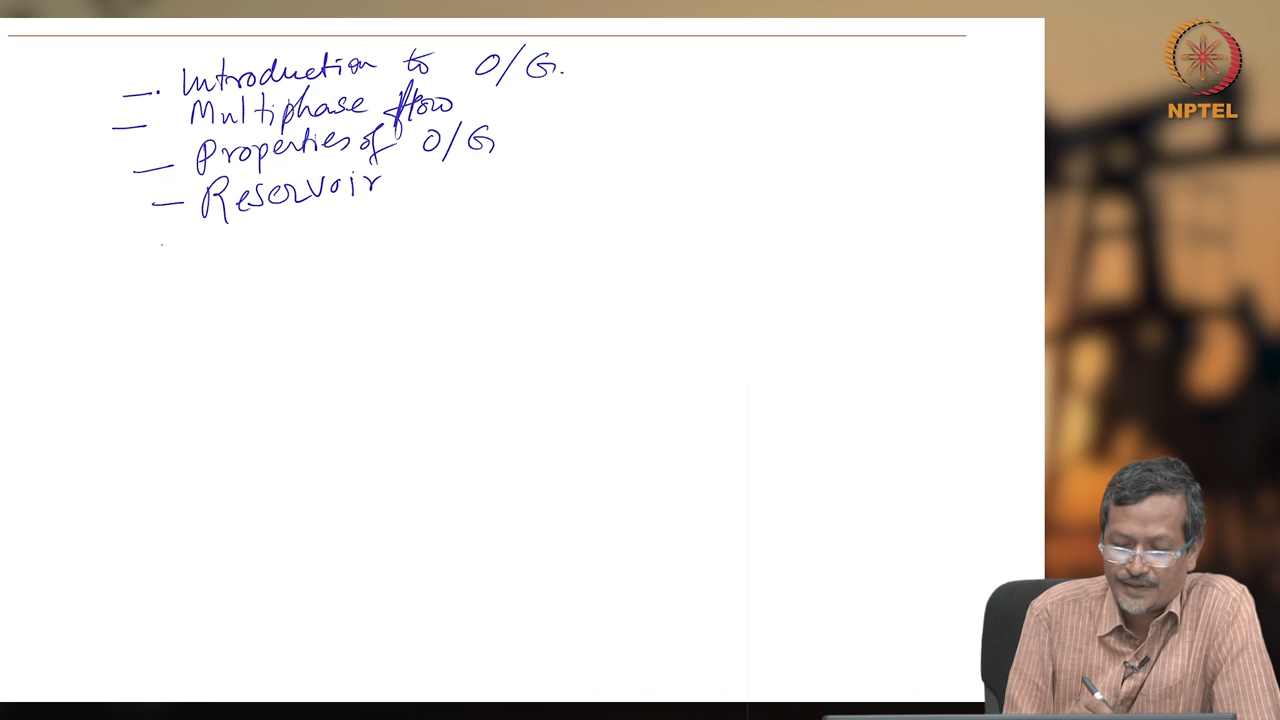 — Introduction to O/G.
— Multiphase flow
— Properties of O/G
— Reservoir
NPTEL